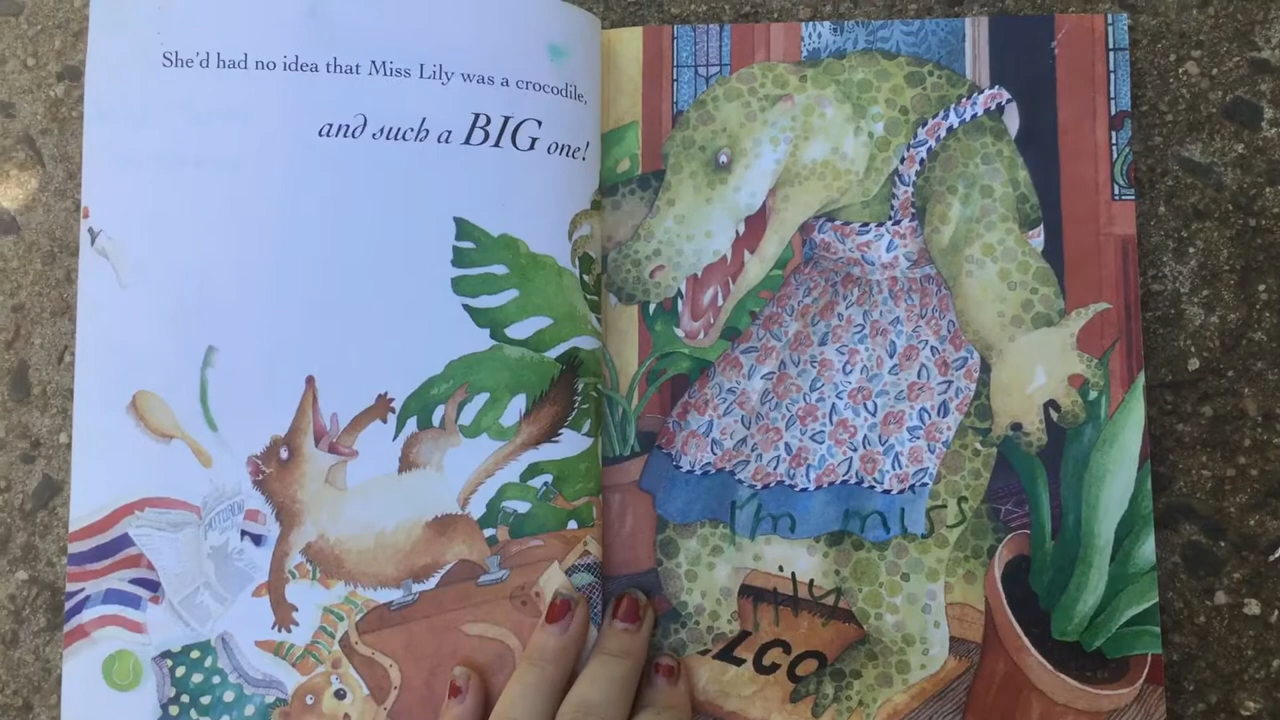 She'd had no idea that Miss Lily was a crocodile,
and such a BIG one!
I'm miss
lily
LCO